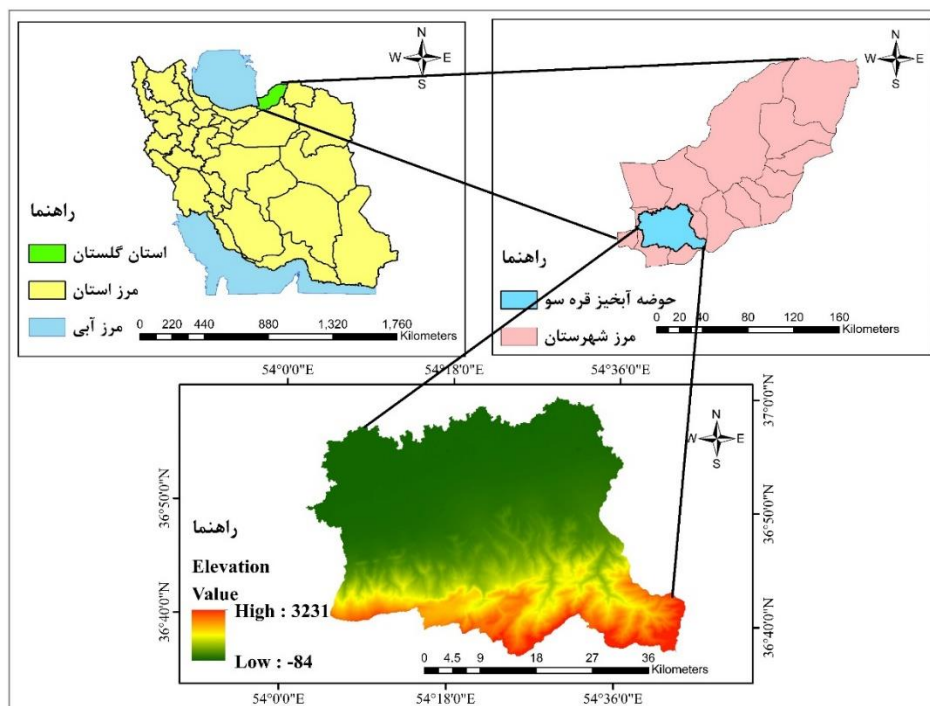 N
W E
S
راهنما
استان گلستان
مرز استان
مرز آبی
0 220 440 880 1,320 1,760
Kilometers
N
W E
S
راهنما
حوضه آبخیز قره سو
مرز شهرستان
0 20 40 80 120 160
Kilometers
54°0'0"E 54°18'0"E 54°36'0"E
37°0'0"N
N
W E
S
36°50'0"N
36°50'0"N
راهنما
Elevation
Value
High : 3231
Low : -84
36°40'0"N
36°40'0"N
0 4.5 9 18 27 36
Kilometers
54°0'0"E 54°18'0"E 54°36'0"E